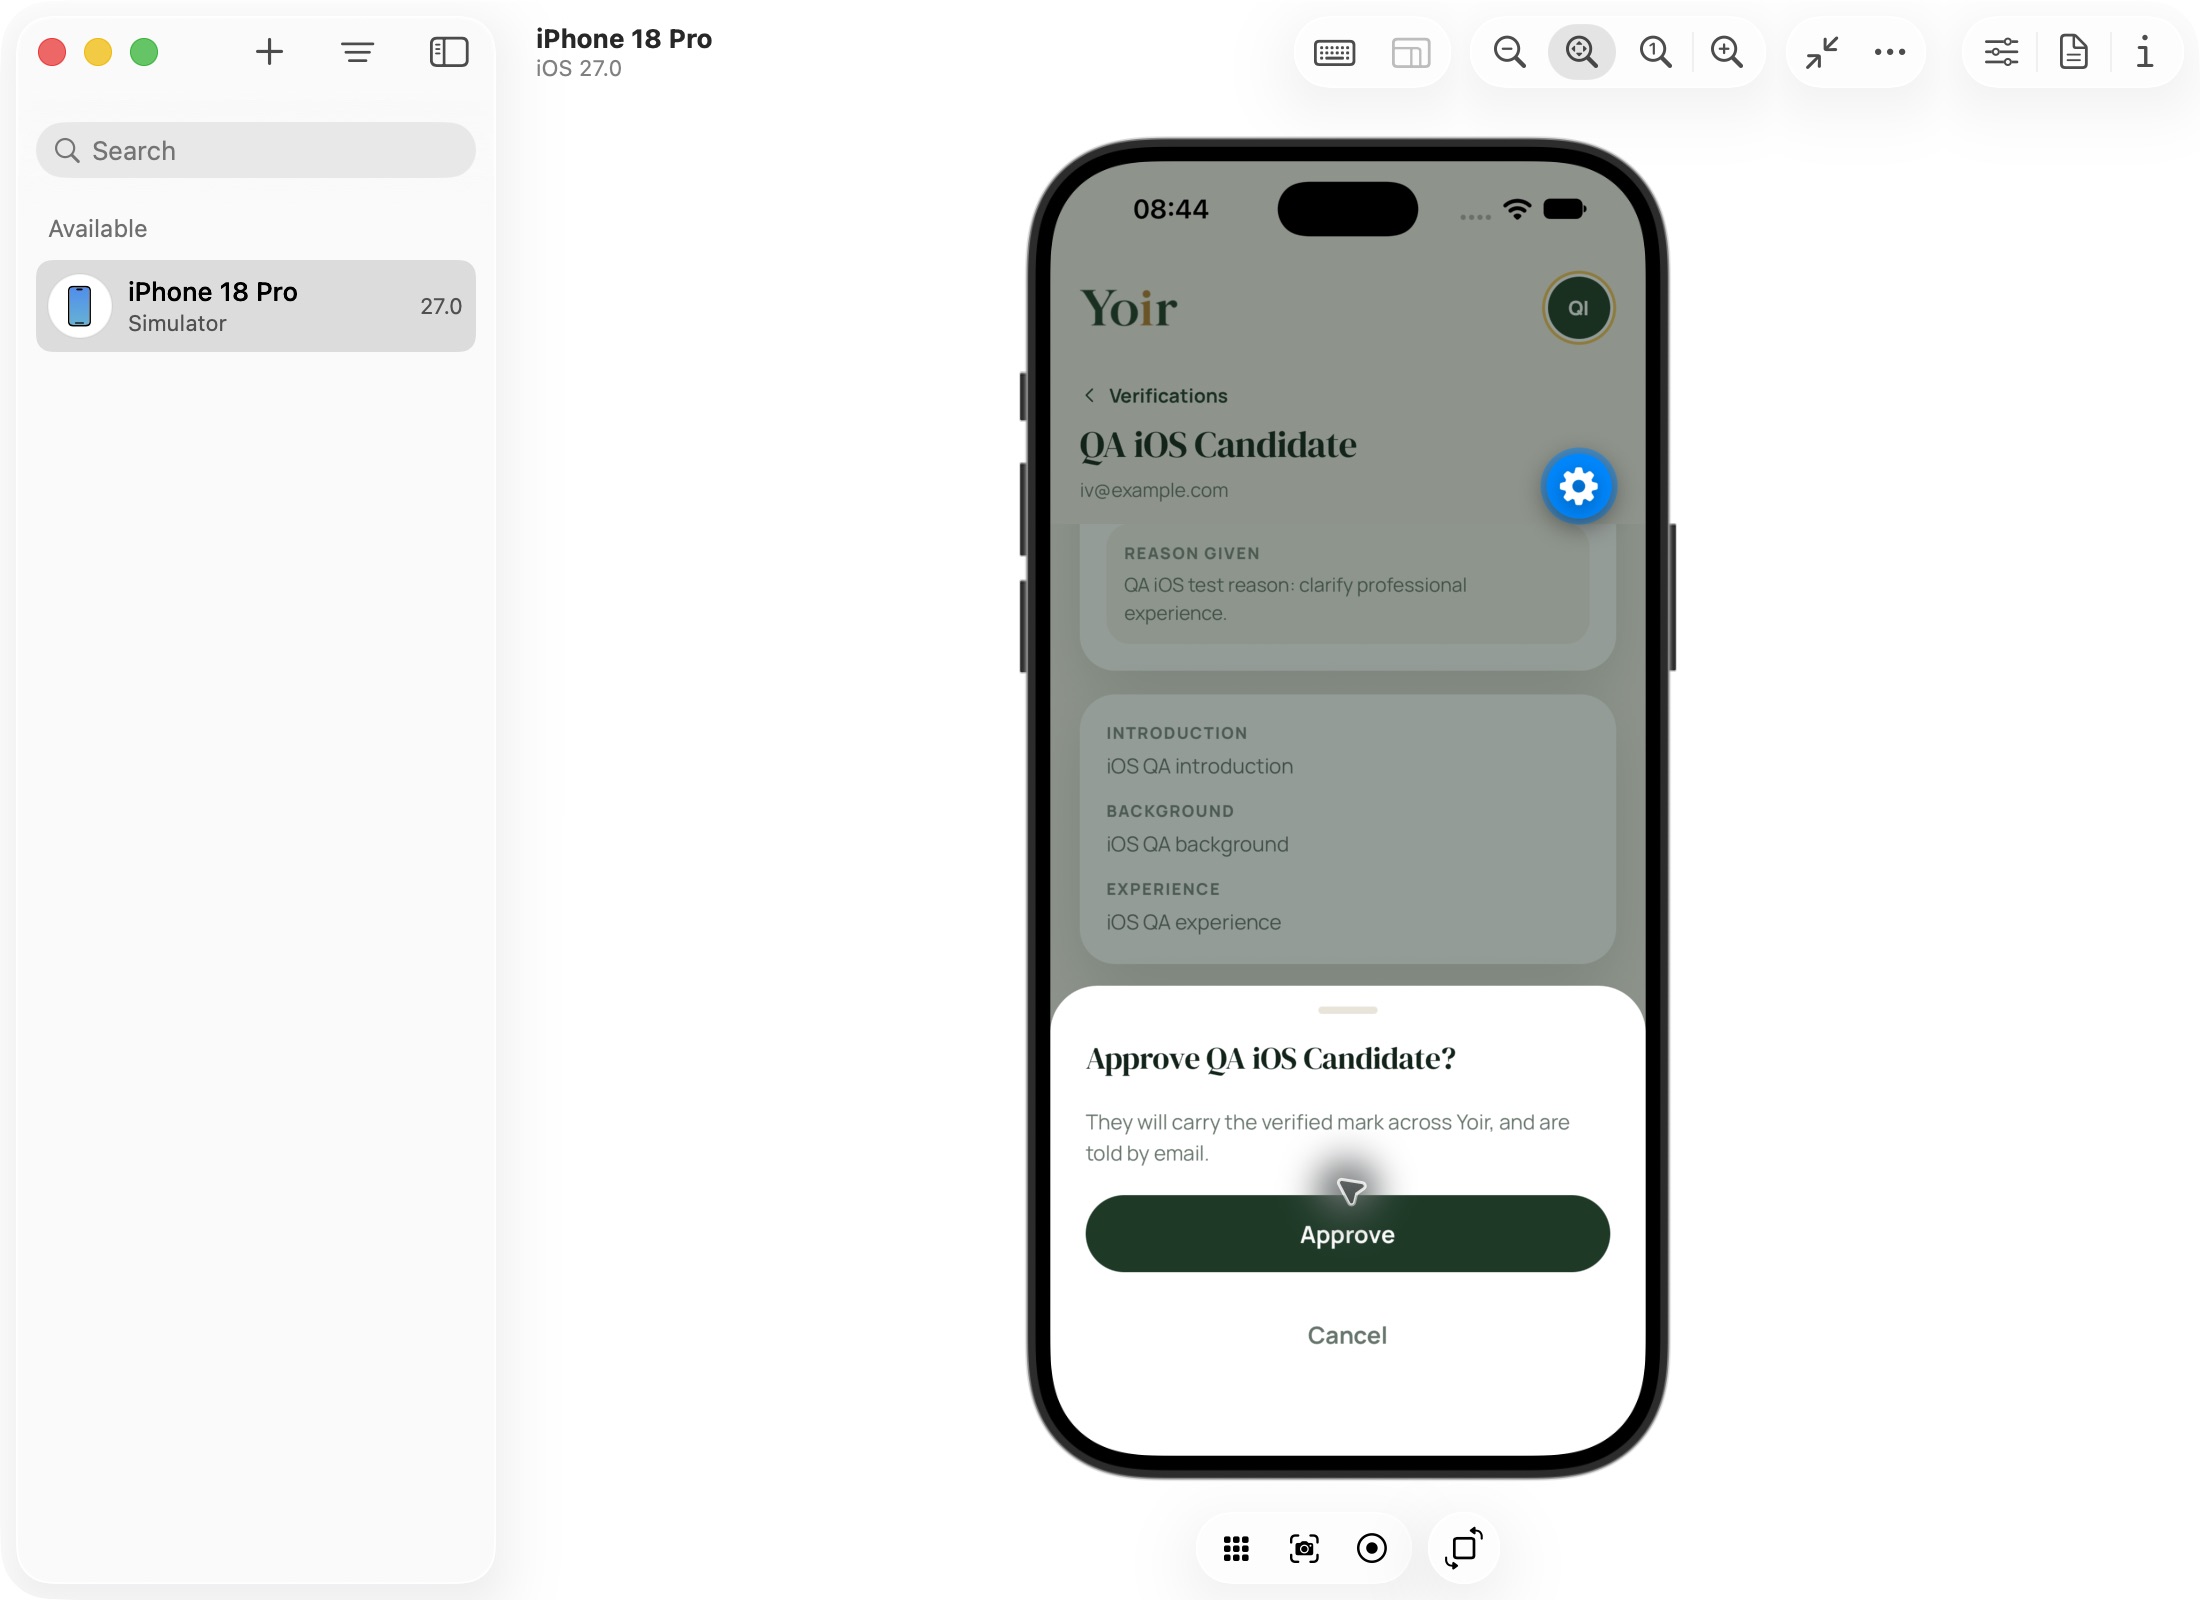 iPhone 18 Pro
iOS 27.0
Search
Available
iPhone 18 Pro
Simulator
27.0
08:44
Yoir
QI
Verifications
QA iOS Candidate
iv@example.com
REASON GIVEN
QA iOS test reason: clarify professional
experience.
INTRODUCTION
iOS QA introduction
BACKGROUND
iOS QA background
EXPERIENCE
iOS QA experience
Approve QA iOS Candidate?
They will carry the verified mark across Yoir, and are
told by email.
Approve
Cancel